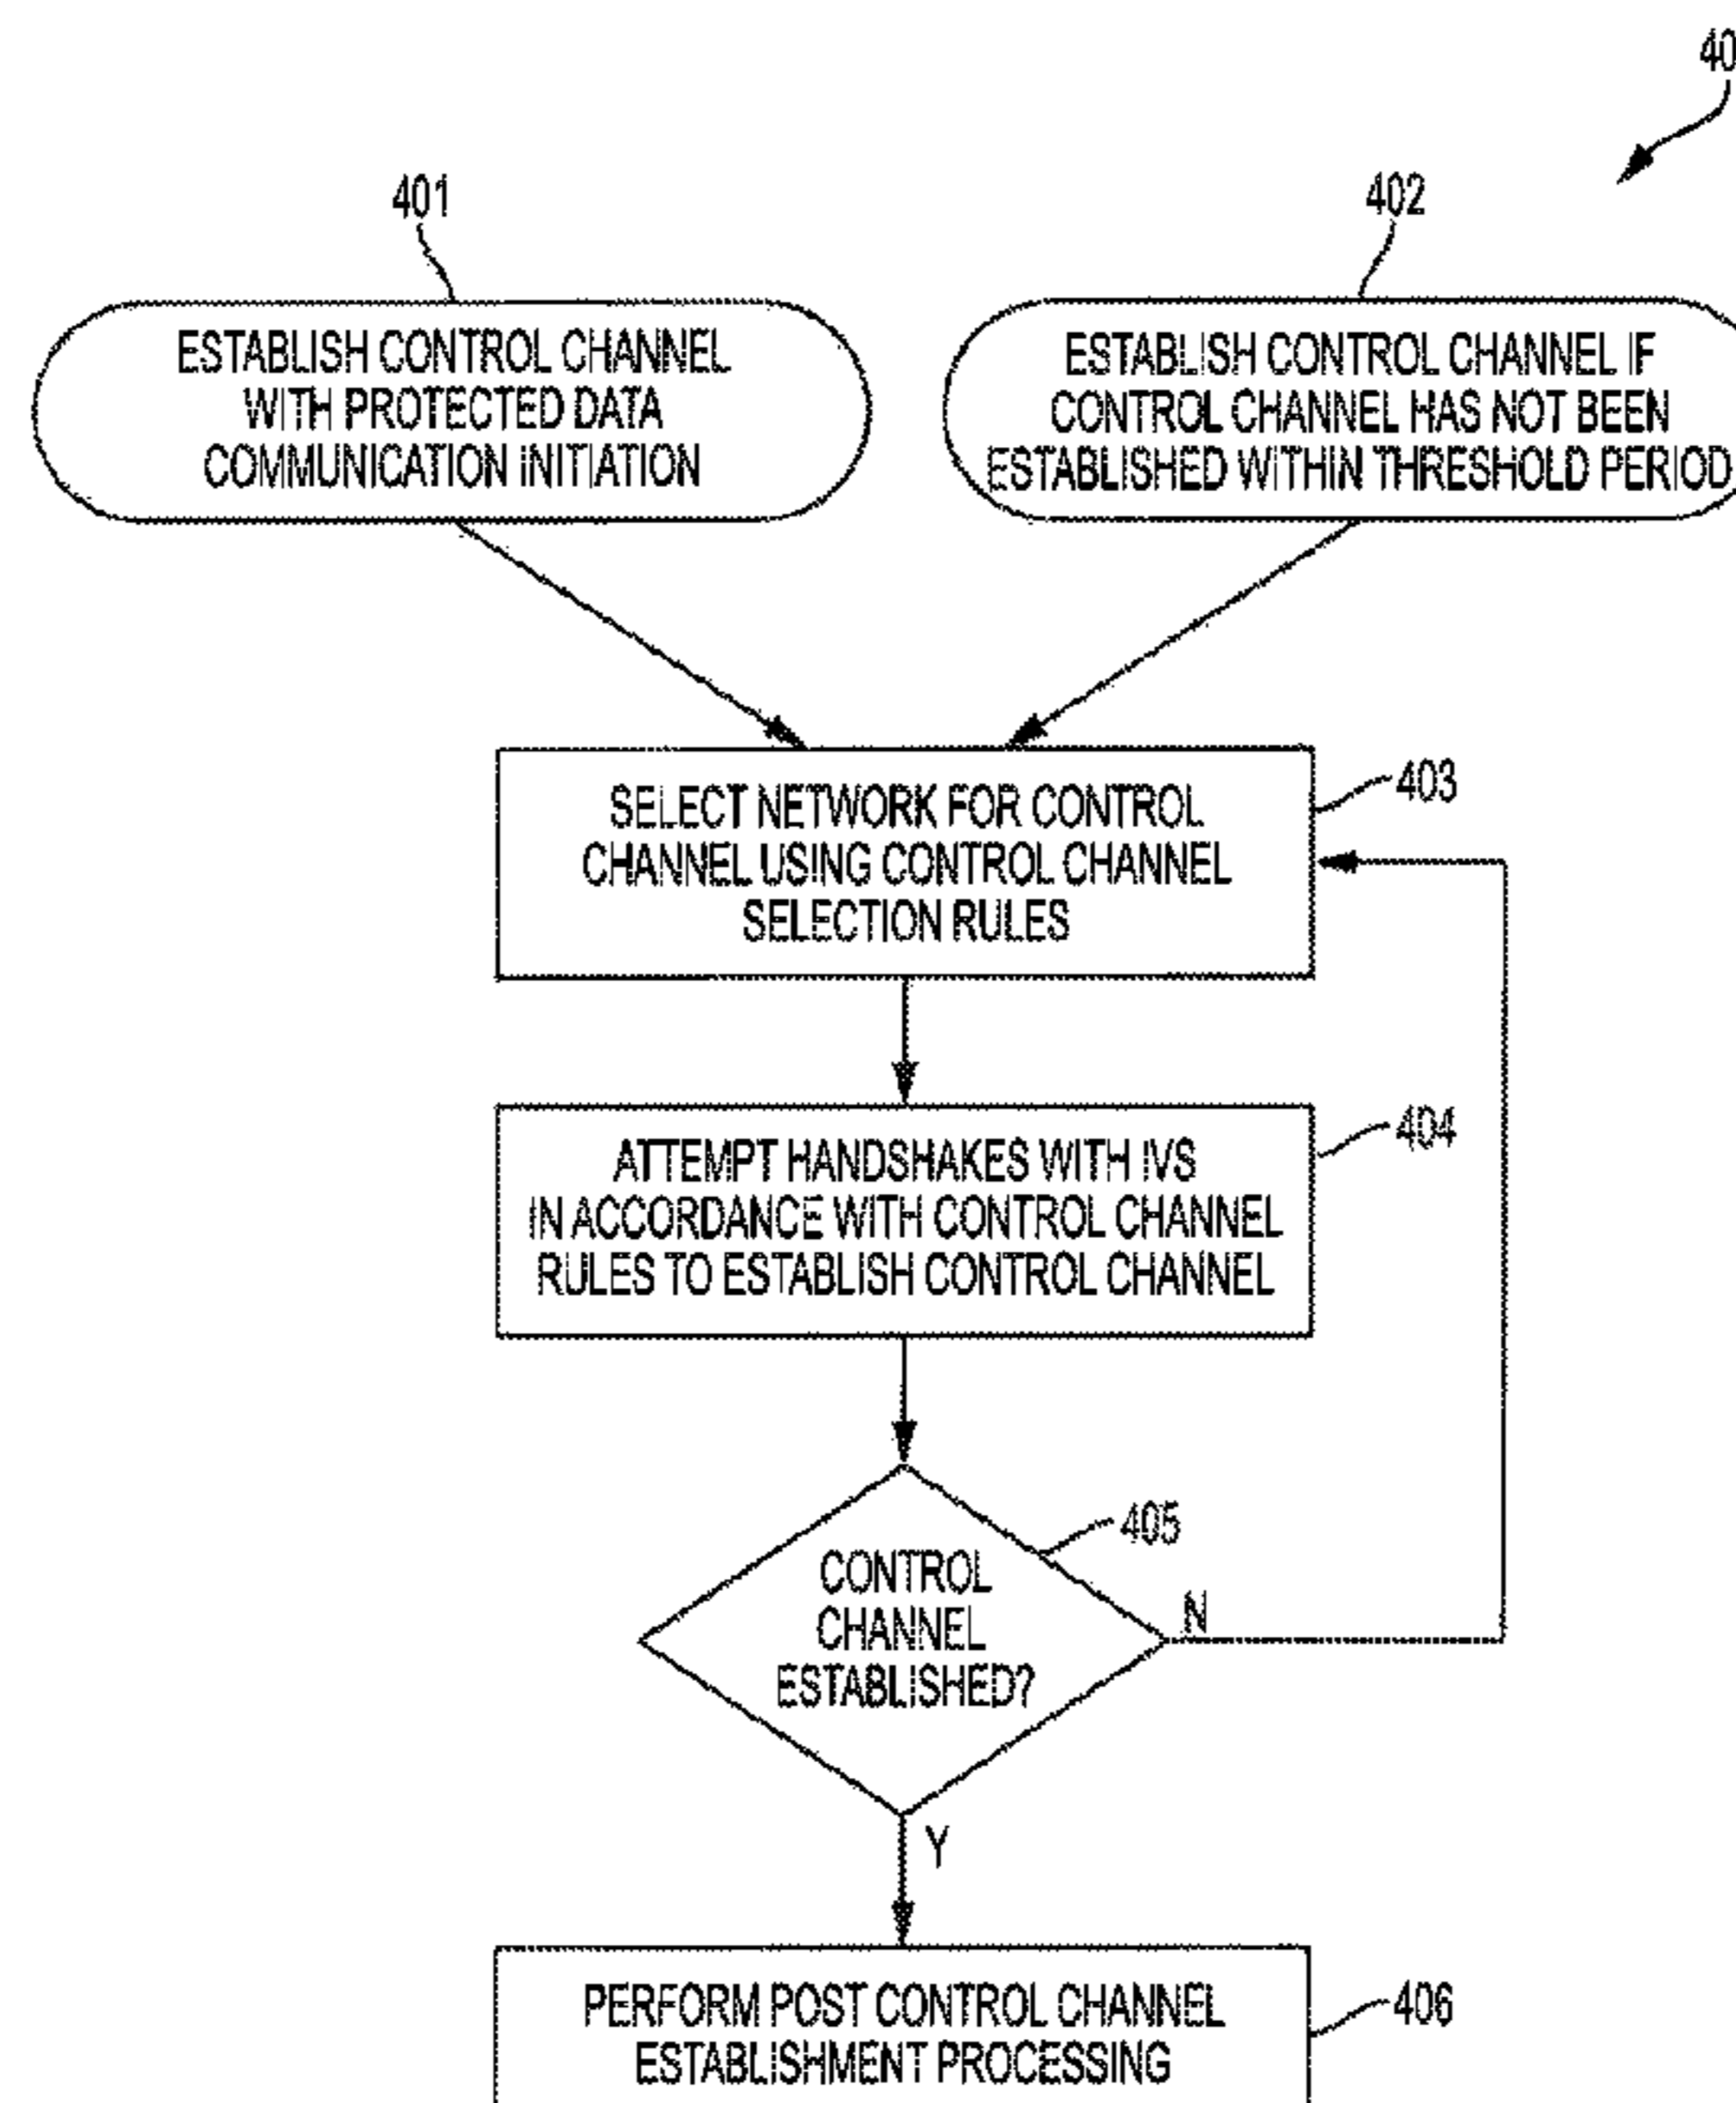 40
401
402
ESTABLISH CONTROL CHANNEL
WITH PROTECTED DATA
COMMUNICATION INITIATION
ESTABLISH CONTROL CHANNEL IF
CONTROL CHANNEL HAS NOT BEEN
ESTABLISHED WITHIN THRESHOLD PERIOD
SELECT NETWORK FOR CONTROL
CHANNEL USING CONTROL CHANNEL
SELECTION RULES
403
ATTEMPT HANDSHAKES WITH IVS
IN ACCORDANCE WITH CONTROL CHANNEL
RULES TO ESTABLISH CONTROL CHANNEL
404
405
CONTROL
CHANNEL
ESTABLISHED?
N
Y
PERFORM POST CONTROL CHANNEL
ESTABLISHMENT PROCESSING
406